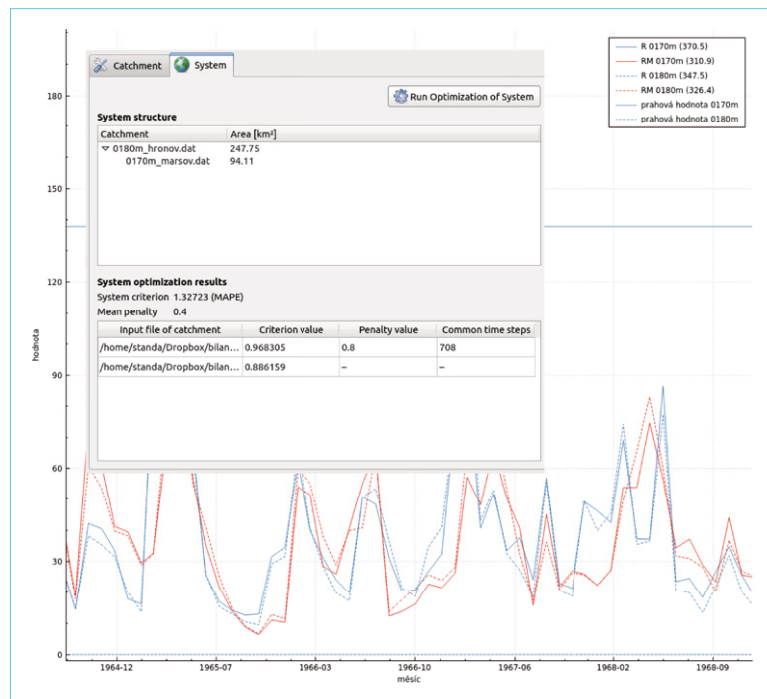 R 0170m (370.5)
RM 0170m (310.9)
R 0180m (347.5)
RM 0180m (326.4)
prahová hodnota 0170m
prahová hodnota 0180m
Catchment System
Run Optimization of System
System structure
Catchment Area [km²]
0180m_hronov.dat 247.75
0170m_marsov.dat 94.11
System optimization results
System criterion 1.32723 (MAPE)
Mean penalty 0.4
Input file of catchment Criterion value Penalty value Common time steps
/home/standa/Dropbox/bilan... 0.968305 0.8 708
/home/standa/Dropbox/bilan... 0.886159 – –
180
150
120
90
60
30
0
hodnota
1964-12 1965-07 1966-03 1966-10 1967-06 1968-02 1968-09
měsíc